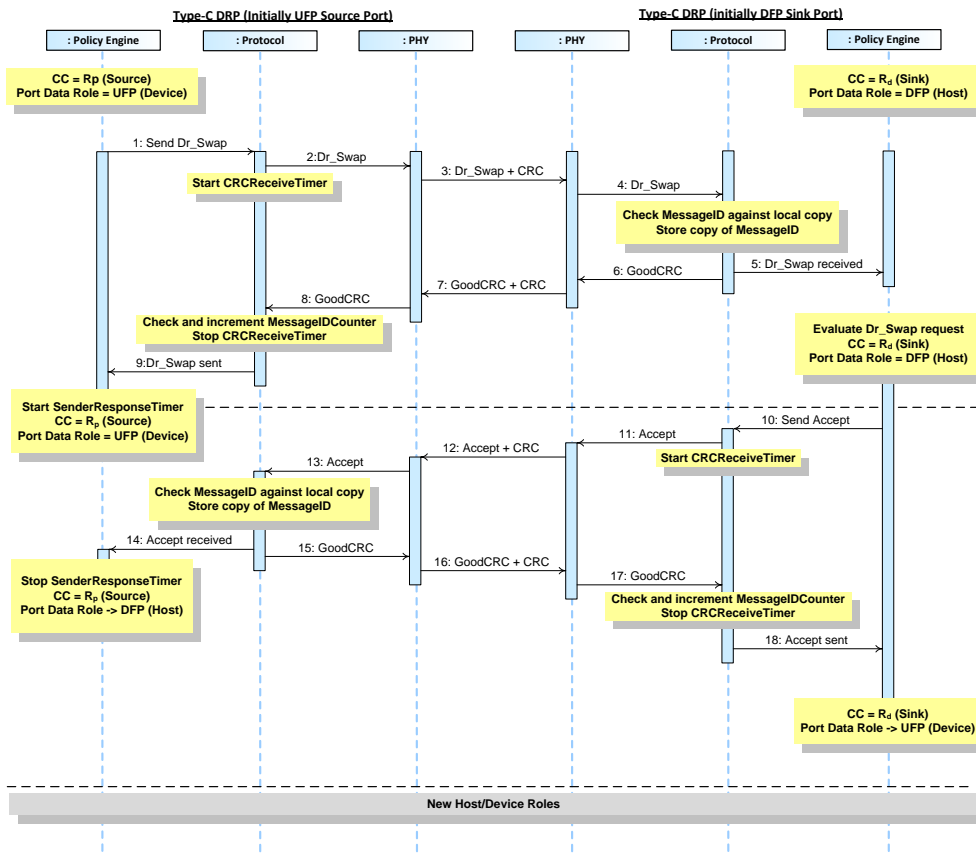 Type-C DRP (Initially UFP Source Port)
Type-C DRP (initially DFP Sink Port)
: Policy Engine
: Protocol
: PHY
: PHY
: Protocol
: Policy Engine
CC = Rp (Source)
Port Data Role = UFP (Device)
CC = Rd (Sink)
Port Data Role = DFP (Host)
1: Send Dr_Swap
2:Dr_Swap
Start CRCReceiveTimer
3: Dr_Swap + CRC
4: Dr_Swap
Check MessageID against local copy
Store copy of MessageID
5: Dr_Swap received
6: GoodCRC
7: GoodCRC + CRC
8: GoodCRC
Check and increment MessageIDCounter
Stop CRCReceiveTimer
9:Dr_Swap sent
Evaluate Dr_Swap request
CC = Rd (Sink)
Port Data Role = DFP (Host)
Start SenderResponseTimer
CC = Rp (Source)
Port Data Role = UFP (Device)
10: Send Accept
11: Accept
Start CRCReceiveTimer
12: Accept + CRC
13: Accept
Check MessageID against local copy
Store copy of MessageID
14: Accept received
15: GoodCRC
16: GoodCRC + CRC
17: GoodCRC
Stop SenderResponseTimer
CC = Rp (Source)
Port Data Role -> DFP (Host)
Check and increment MessageIDCounter
Stop CRCReceiveTimer
18: Accept sent
CC = Rd (Sink)
Port Data Role -> UFP (Device)
New Host/Device Roles